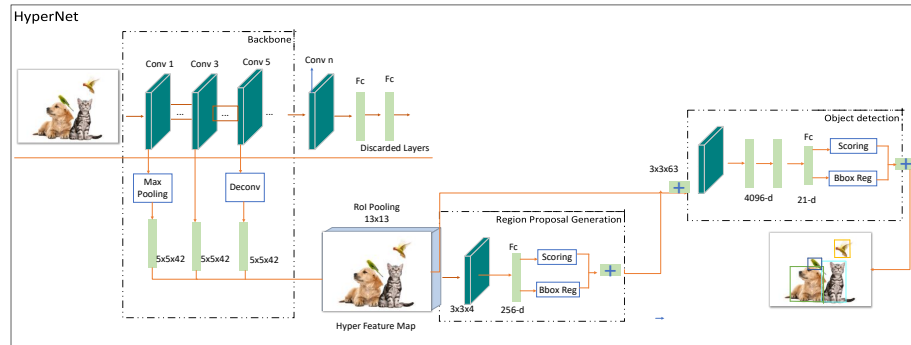 HyperNet
Backbone
Conv 1
Conv 3
Conv 5
Conv n
Fc
Fc
...
...
...
Discarded Layers
Max
Pooling
Deconv
5x5x42
5x5x42
5x5x42
RoI Pooling
13x13
Hyper Feature Map
Region Proposal Generation
3x3x4
Fc
256-d
Scoring
Bbox Reg
+
3x3x63
+
Object detection
4096-d
Fc
21-d
Scoring
Bbox Reg
+